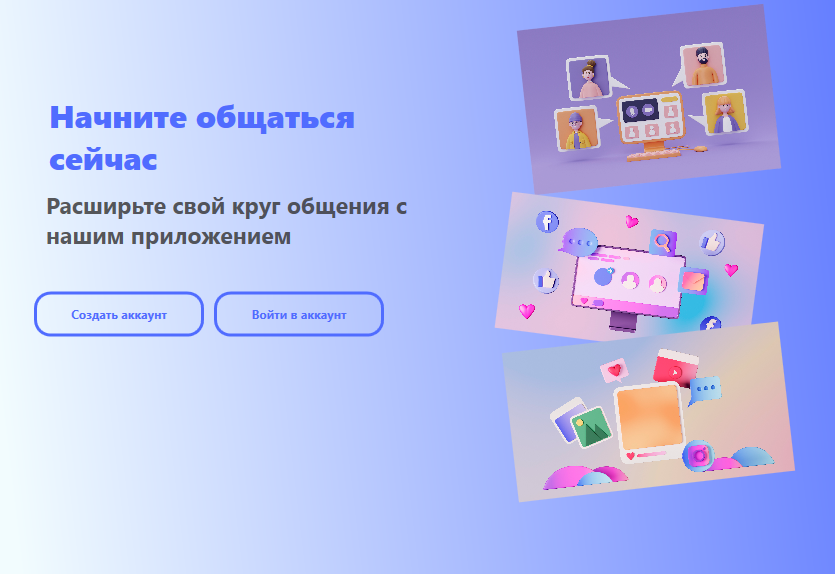 Начните общаться
сейчас
Расширьте свой круг общения с
нашим приложением
Создать аккаунт
Войти в аккаунт